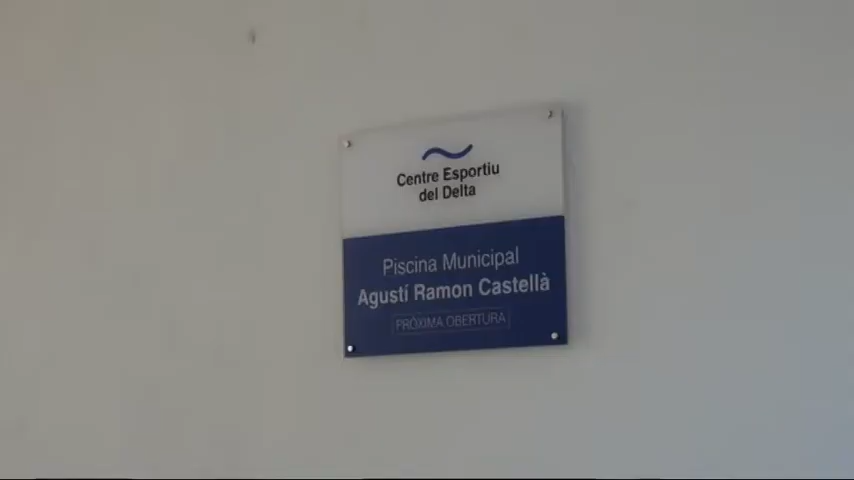 Centre Esportiu
del Delta
Piscina Municipal
Agustí Ramon Castellà
PRÒXIMA OBERTURA